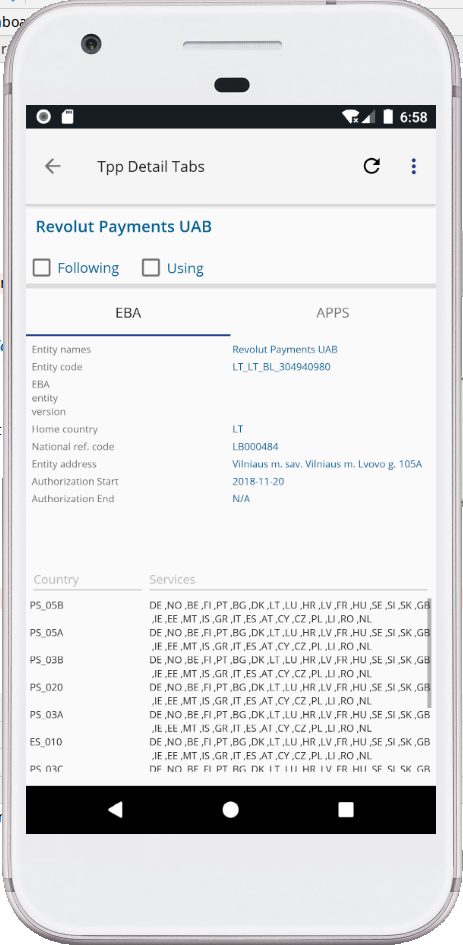 6:58
Tpp Detail Tabs
Revolut Payments UAB
Following Using
EBA APPS
Entity names Revolut Payments UAB
Entity code LT_LT_BL_304940980
EBA
entity
version
Home country LT
National ref. code LB000484
Entity address Vilniaus m. sav. Vilniaus m. Lvovo g. 105A
Authorization Start 2018-11-20
Authorization End N/A
Country Services
PS_05B DE ,NO ,BE ,FI ,PT ,BG ,DK ,LT ,LU ,HR ,LV ,FR ,HU ,SE ,SI ,SK ,GB
,IE ,EE ,MT ,IS ,GR ,IT ,ES ,AT ,CY ,CZ ,PL ,LI ,RO ,NL
PS_05A DE ,NO ,BE ,FI ,PT ,BG ,DK ,LT ,LU ,HR ,LV ,FR ,HU ,SE ,SI ,SK ,GB
,IE ,EE ,MT ,IS ,GR ,IT ,ES ,AT ,CY ,CZ ,PL ,LI ,RO ,NL
PS_03B DE ,NO ,BE ,FI ,PT ,BG ,DK ,LT ,LU ,HR ,LV ,FR ,HU ,SE ,SI ,SK ,GB
,IE ,EE ,MT ,IS ,GR ,IT ,ES ,AT ,CY ,CZ ,PL ,LI ,RO ,NL
PS_020 DE ,NO ,BE ,FI ,PT ,BG ,DK ,LT ,LU ,HR ,LV ,FR ,HU ,SE ,SI ,SK ,GB
,IE ,EE ,MT ,IS ,GR ,IT ,ES ,AT ,CY ,CZ ,PL ,LI ,RO ,NL
PS_03A DE ,NO ,BE ,FI ,PT ,BG ,DK ,LT ,LU ,HR ,LV ,FR ,HU ,SE ,SI ,SK ,GB
,IE ,EE ,MT ,IS ,GR ,IT ,ES ,AT ,CY ,CZ ,PL ,LI ,RO ,NL
ES_010 DE ,NO ,BE ,FI ,PT ,BG ,DK ,LT ,LU ,HR ,LV ,FR ,HU ,SE ,SI ,SK ,GB
,IE ,EE ,MT ,IS ,GR ,IT ,ES ,AT ,CY ,CZ ,PL ,LI ,RO ,NL
PS_03C DE ,NO ,BE ,FI ,PT ,BG ,DK ,LT ,LU ,HR ,LV ,FR ,HU ,SE ,SI ,SK ,GB